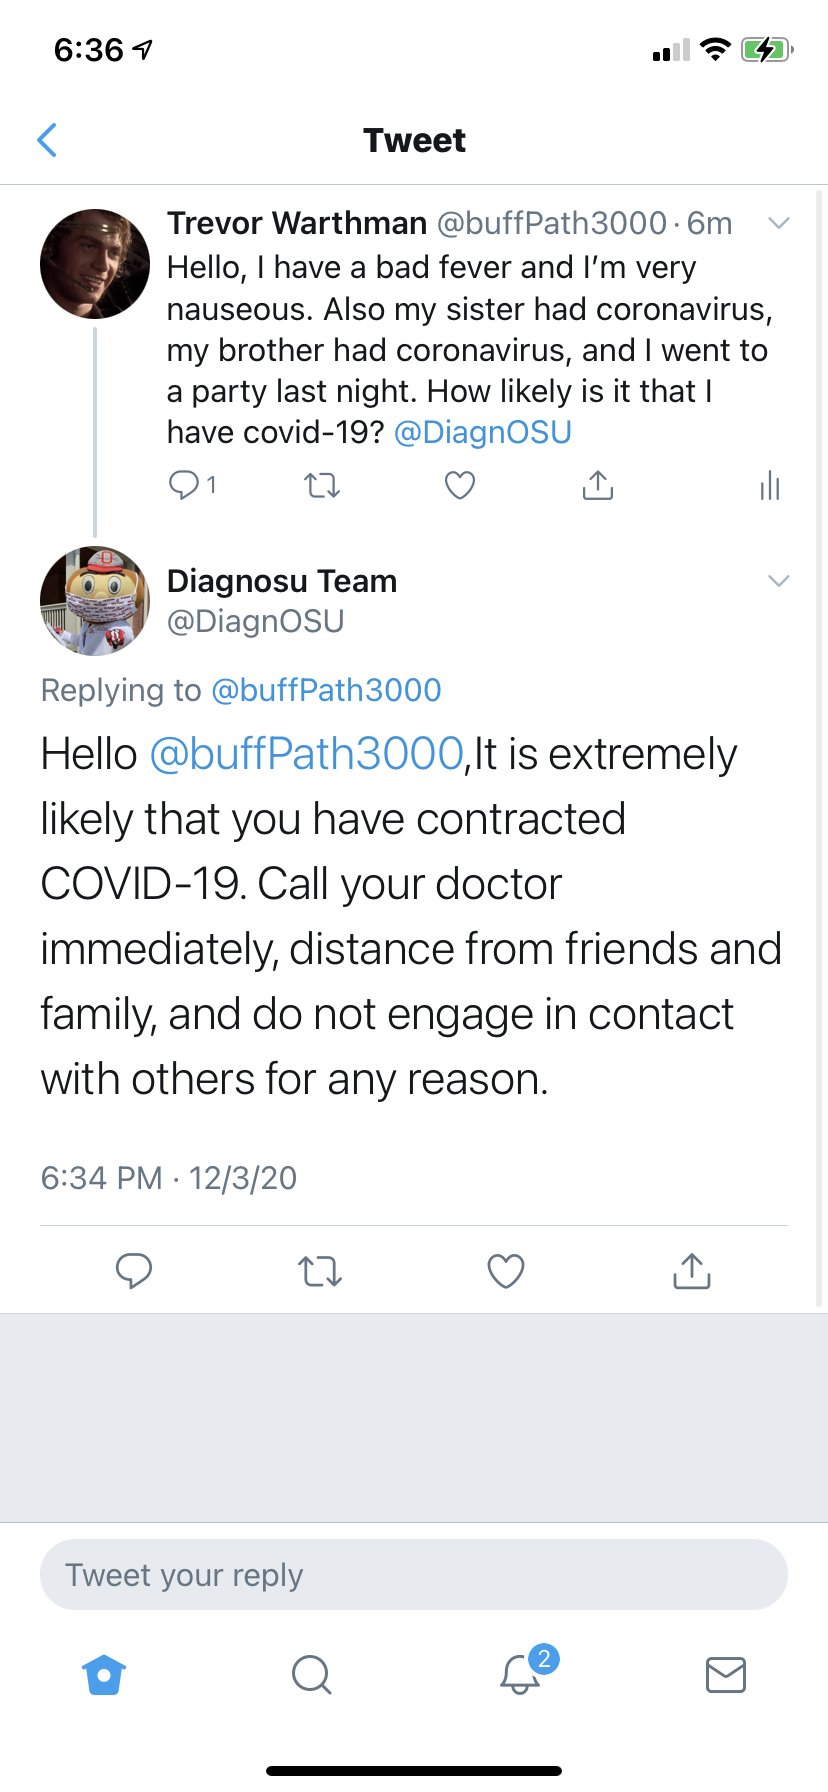 6:36
Tweet
Trevor Warthman @buffPath3000 · 6m
Hello, I have a bad fever and I’m very
nauseous. Also my sister had coronavirus,
my brother had coronavirus, and I went to
a party last night. How likely is it that I
have covid-19? @DiagnOSU
1
Diagnosu Team
@DiagnOSU
Replying to @buffPath3000
Hello @buffPath3000,It is extremely
likely that you have contracted
COVID-19. Call your doctor
immediately, distance from friends and
family, and do not engage in contact
with others for any reason.
6:34 PM · 12/3/20
Tweet your reply
2